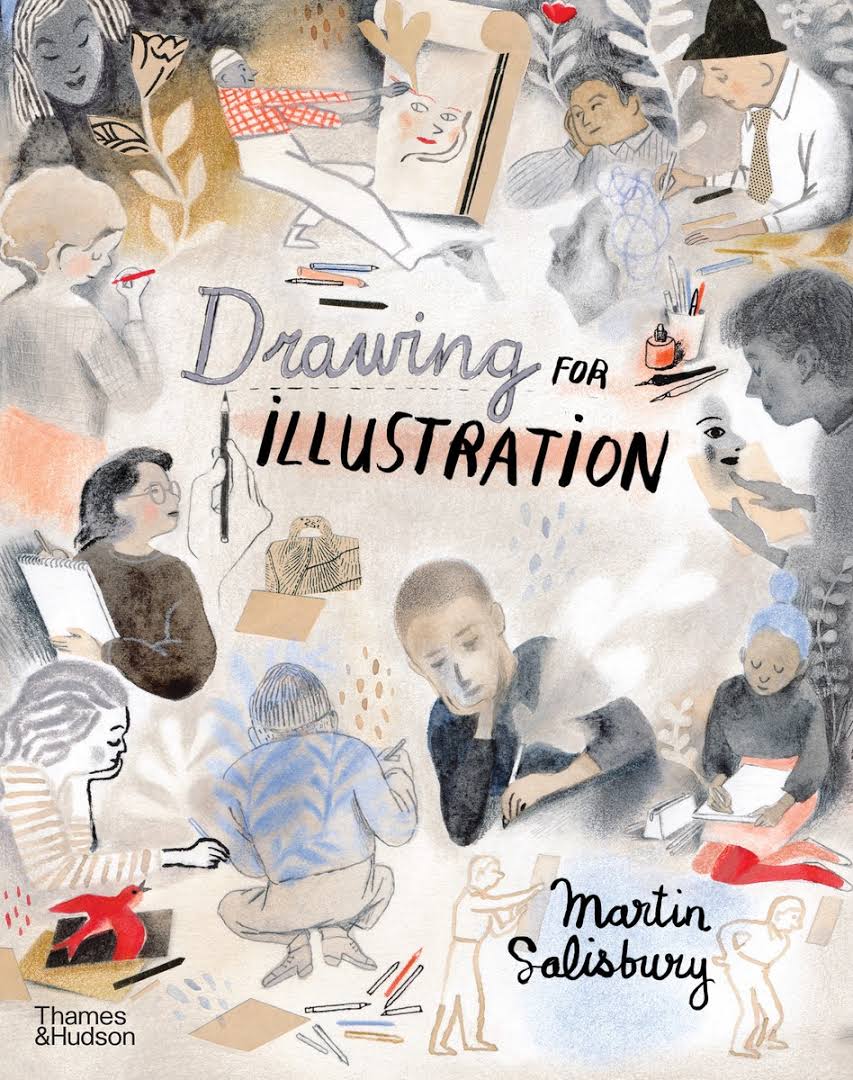 Drawing FOR
ILLUSTRATION
Martin
Salisbury
Thames
&Hudson